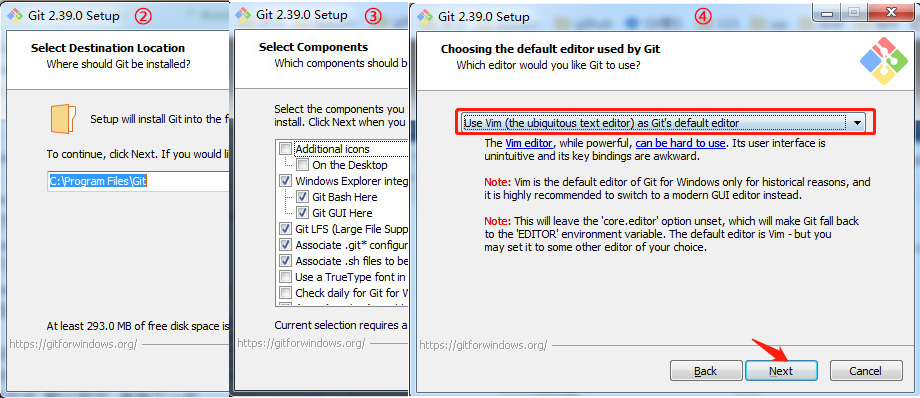 Git 2.39.0 Setup
②
Select Destination Location
Where should Git be installed?
Setup will install Git into the f
To continue, click Next. If you would li
C:\Program Files\Git
At least 293.0 MB of free disk space is
https://gitforwindows.org/
Git 2.39.0 Setup
③
Select Components
Which components should b
Select the components you
install. Click Next when you
Additional icons
On the Desktop
Windows Explorer integ
Git Bash Here
Git GUI Here
Git LFS (Large File Supp
Associate .git* configur
Associate .sh files to be
Use a TrueType font in
Check daily for Git for W
Current selection requires a
https://gitforwindows.org/
Git 2.39.0 Setup
④
Choosing the default editor used by Git
Which editor would you like Git to use?
Use Vim (the ubiquitous text editor) as Git's default editor
The Vim editor, while powerful, can be hard to use. Its user interface is
unintuitive and its key bindings are awkward.
Note: Vim is the default editor of Git for Windows only for historical reasons, and
it is highly recommended to switch to a modern GUI editor instead.
Note: This will leave the 'core.editor' option unset, which will make Git fall back
to the 'EDITOR' environment variable. The default editor is Vim - but you
may set it to some other editor of your choice.
https://gitforwindows.org/
Back
Next
Cancel